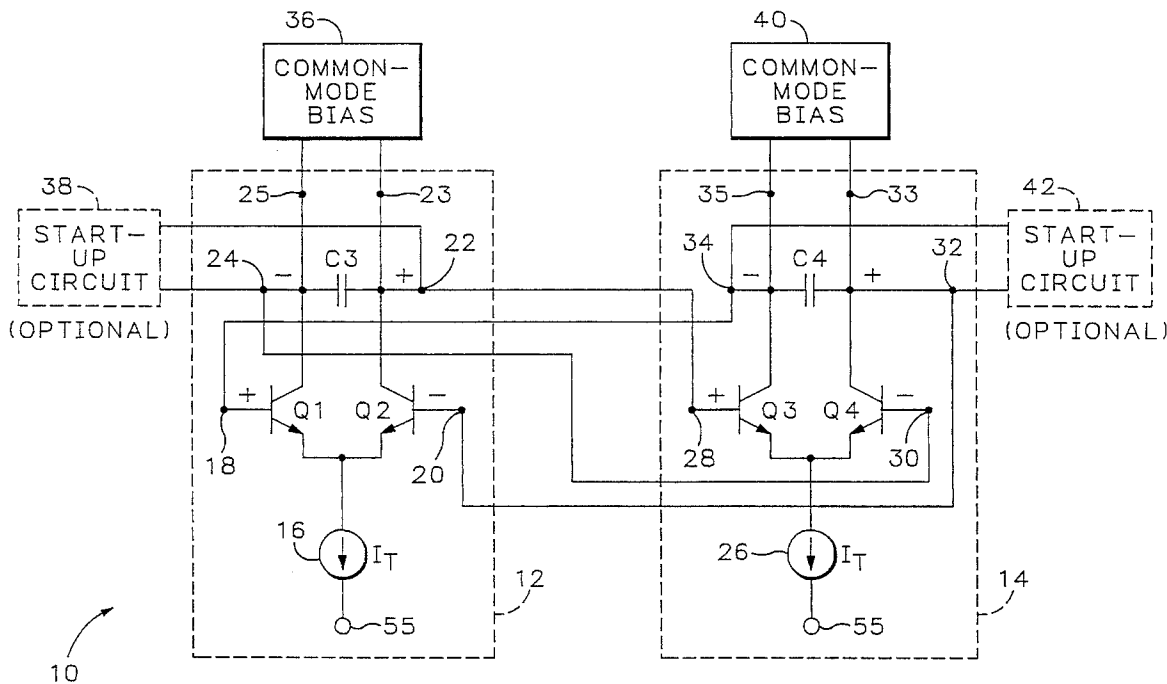 36
40
COMMON-
MODE
BIAS
COMMON-
MODE
BIAS
38
25
23
35
33
42
START-
UP
CIRCUIT
(OPTIONAL)
24
-
C3
+
22
34
-
C4
+
32
START-
UP
CIRCUIT
(OPTIONAL)
+
Q1
Q2
-
+
Q3
Q4
-
18
20
28
30
16
IT
26
IT
12
14
55
55
10